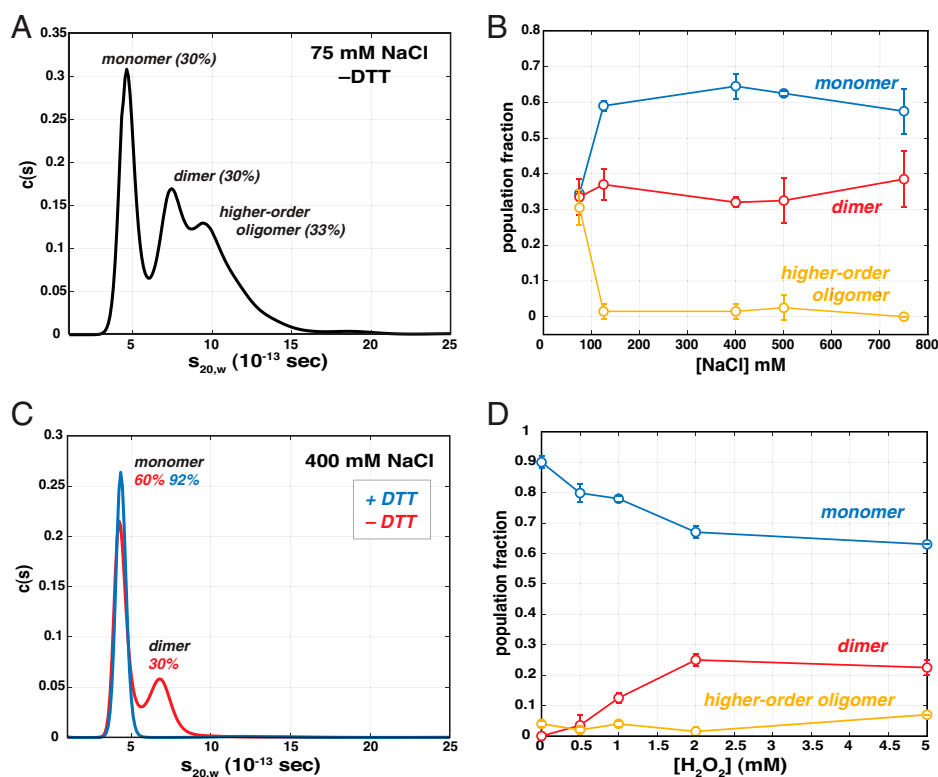 A
75 mM NaCl
–DTT
monomer (30%)
dimer (30%)
higher-order
oligomer (33%)
c(s)
0.35
0.3
0.25
0.2
0.15
0.1
0.05
0
5 10 15 20 25
s20,w (10-13 sec)
B
population fraction
0.8
0.7
0.6
0.5
0.4
0.3
0.2
0.1
0
monomer
dimer
higher-order
oligomer
0 100 200 300 400 500 600 700 800
[NaCl] mM
C
400 mM NaCl
monomer
60% 92%
+ DTT
– DTT
dimer
30%
c(s)
0.3
0.25
0.2
0.15
0.1
0.05
0
5 10 15 20 25
s20,w (10-13 sec)
D
population fraction
1
0.9
0.8
0.7
0.6
0.5
0.4
0.3
0.2
0.1
0
monomer
dimer
higher-order oligomer
0 0.5 1 1.5 2 2.5 3 3.5 4 4.5 5
[H2O2] (mM)